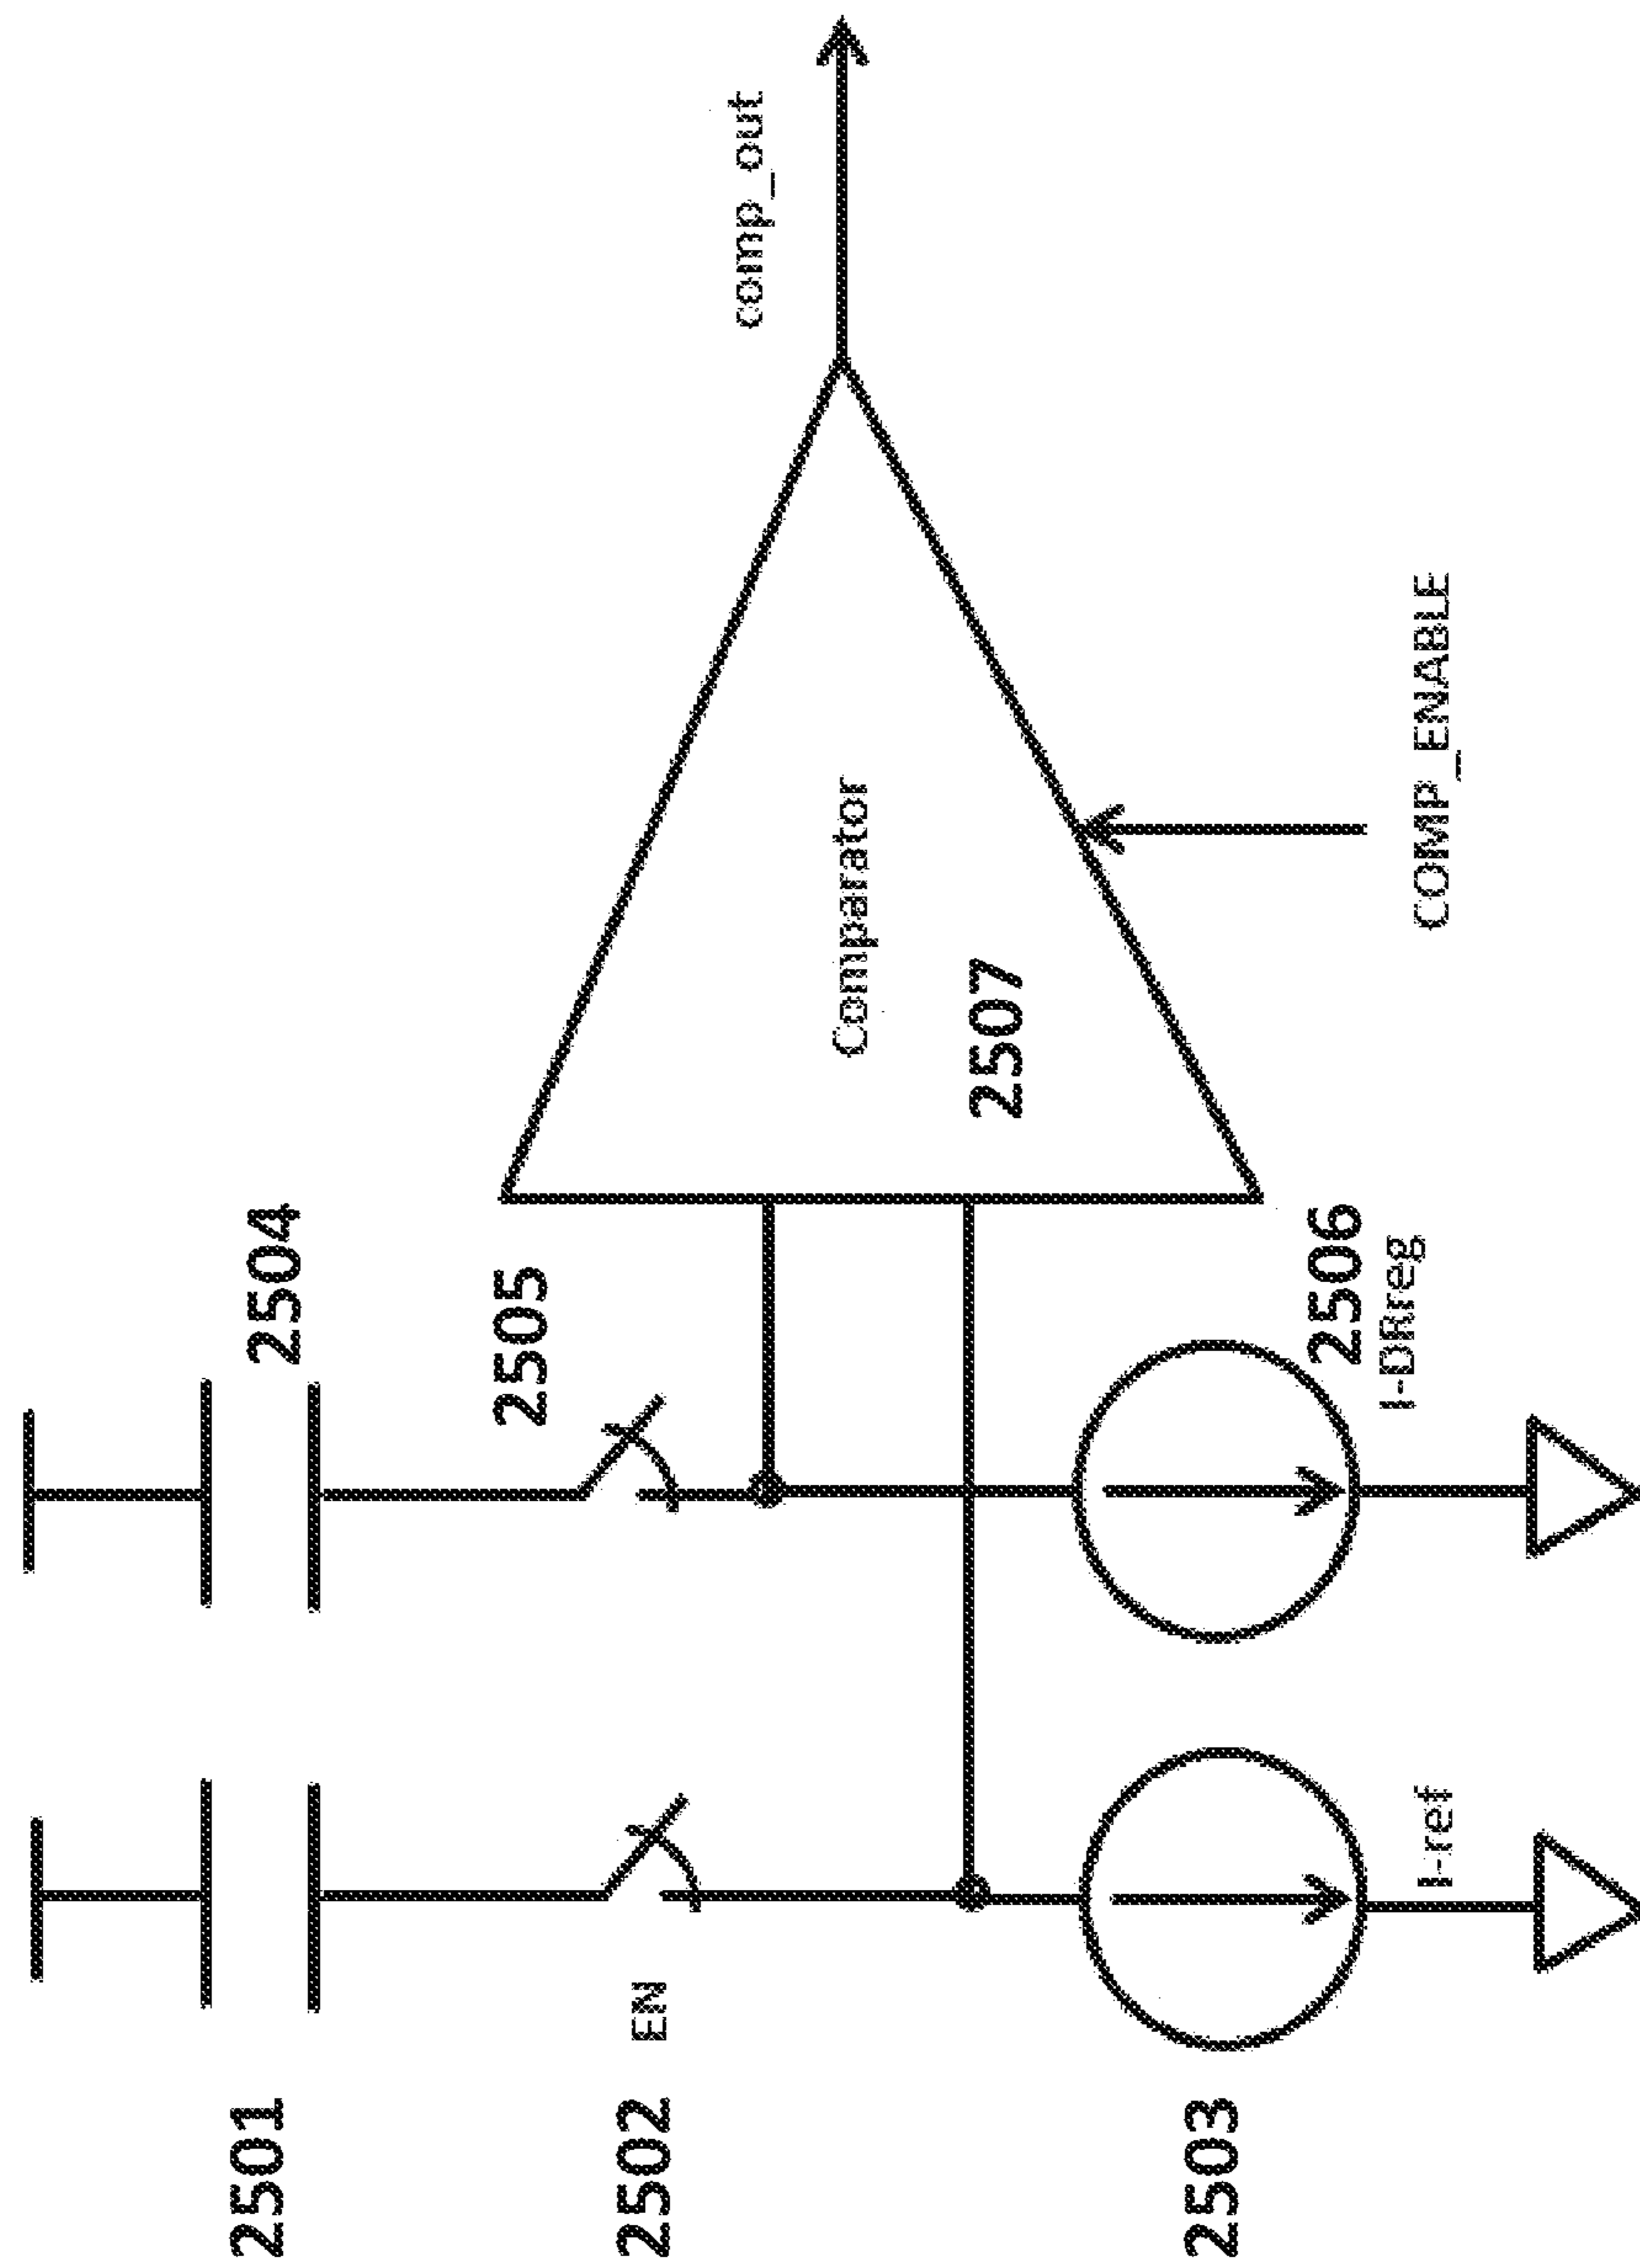 2501
2504
2502
EN
2505
comp_out
Comparator
2507
2503
I-ref
2506
I-DRreg
COMP_ENABLE